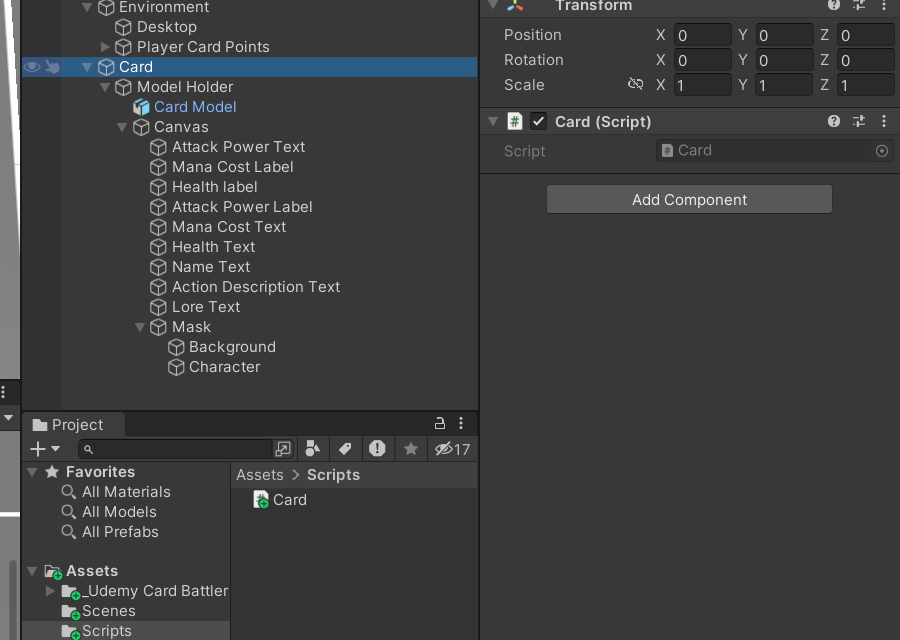 Environment
Desktop
Player Card Points
Card
Model Holder
Card Model
Canvas
Attack Power Text
Mana Cost Label
Health label
Attack Power Label
Mana Cost Text
Health Text
Name Text
Action Description Text
Lore Text
Mask
Background
Character
Project
17
Favorites
All Materials
All Models
All Prefabs
Assets
_Udemy Card Battler
Scenes
Scripts
Assets > Scripts
Card
Transform
Position X 0 Y 0 Z 0
Rotation X 0 Y 0 Z 0
Scale X 1 Y 1 Z 1
Card (Script)
Script Card
Add Component